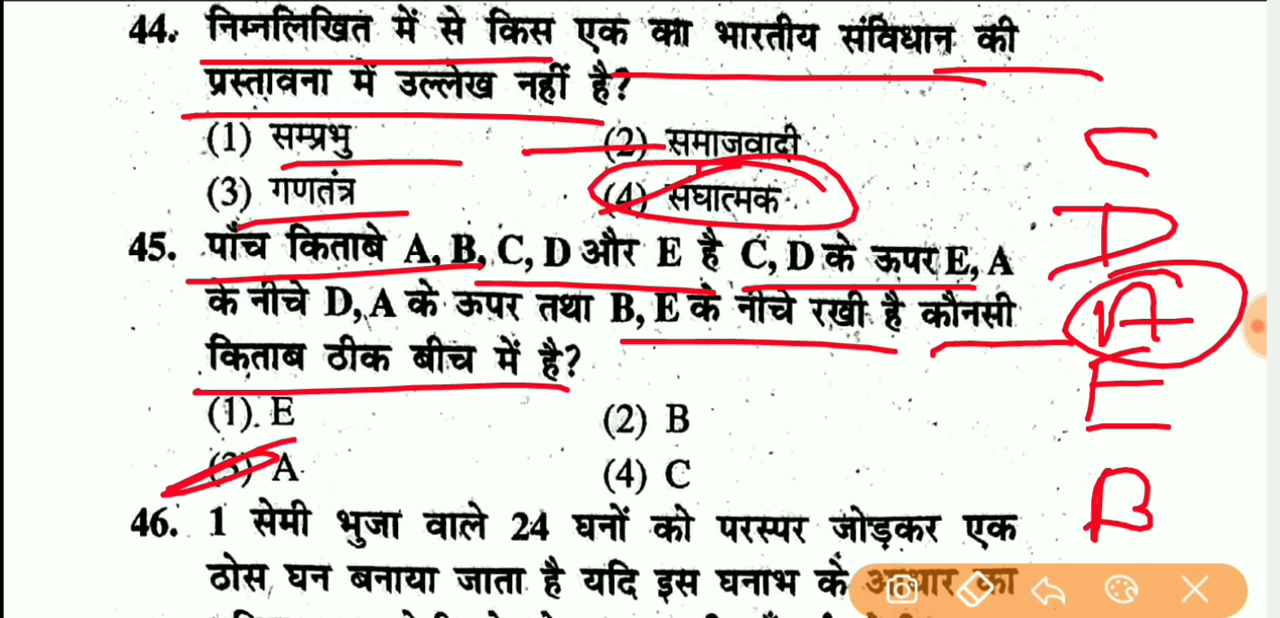 44. निम्नलिखित में से किस एक का भारतीय संविधान की
प्रस्तावना में उल्लेख नहीं है?
(1) सम्प्रभु (2) समाजवादी
(3) गणतंत्र (4) सघात्मक
45. पाँच किताबे A, B, C, D और E है C, D के ऊपर E, A
के नीचे D, A के ऊपर तथा B, E के नीचे रखी है कौनसी
किताब ठीक बीच में है?
(1). E (2) B
(3) A (4) C
46. 1 सेमी भुजा वाले 24 घनों को परस्पर जोड़कर एक
ठोस घन बनाया जाता है यदि इस घनाभ के आधार का
C
D
A
E
B